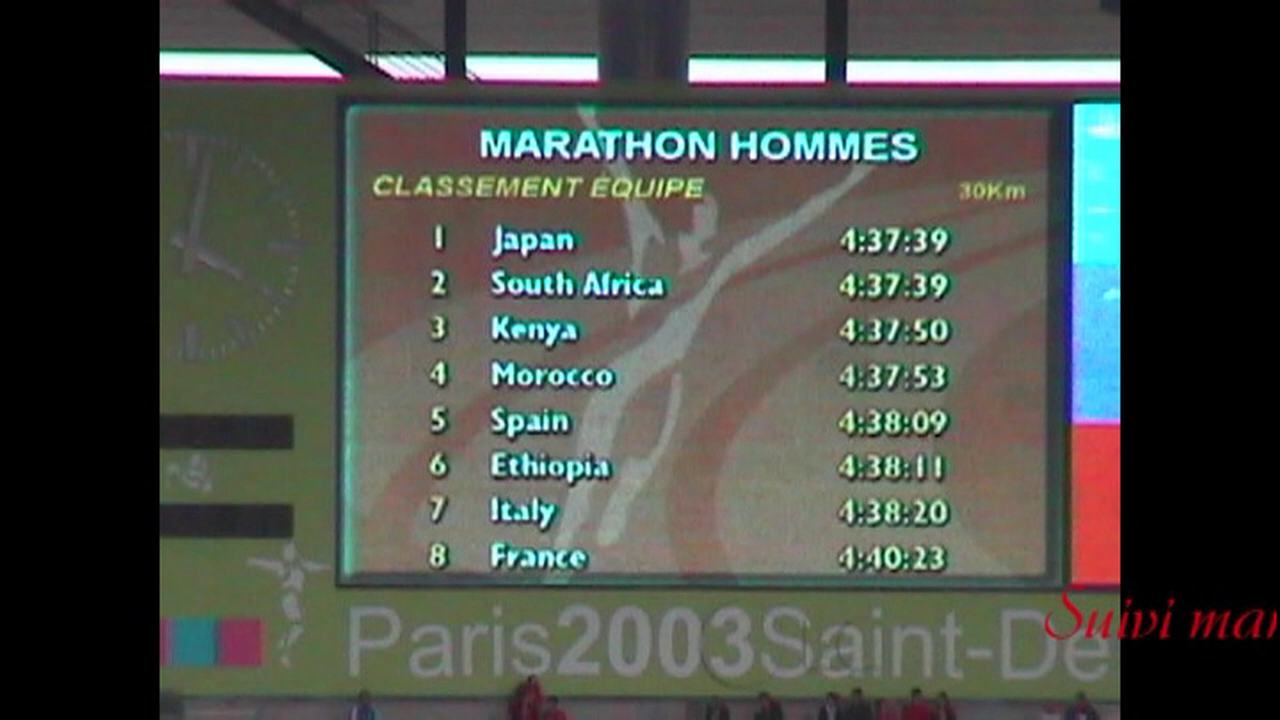 MARATHON HOMMES
CLASSEMENT EQUIPE 30Km
1 Japan 4:37:39
2 South Africa 4:37:39
3 Kenya 4:37:50
4 Morocco 4:37:53
5 Spain 4:38:09
6 Ethiopia 4:38:11
7 Italy 4:38:20
8 France 4:40:23
Paris2003Saint-De
Suivi mar